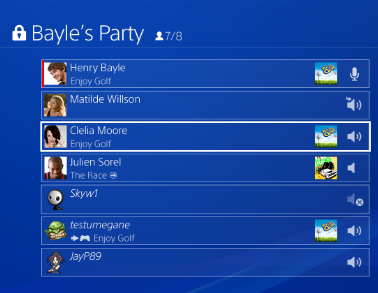 Bayle's Party 7/8
Henry Bayle
Enjoy Golf
Matilde Willson
Clelia Moore
Enjoy Golf
Julien Sorel
The Race
Skyw1
testumegane
Enjoy Golf
JayP89